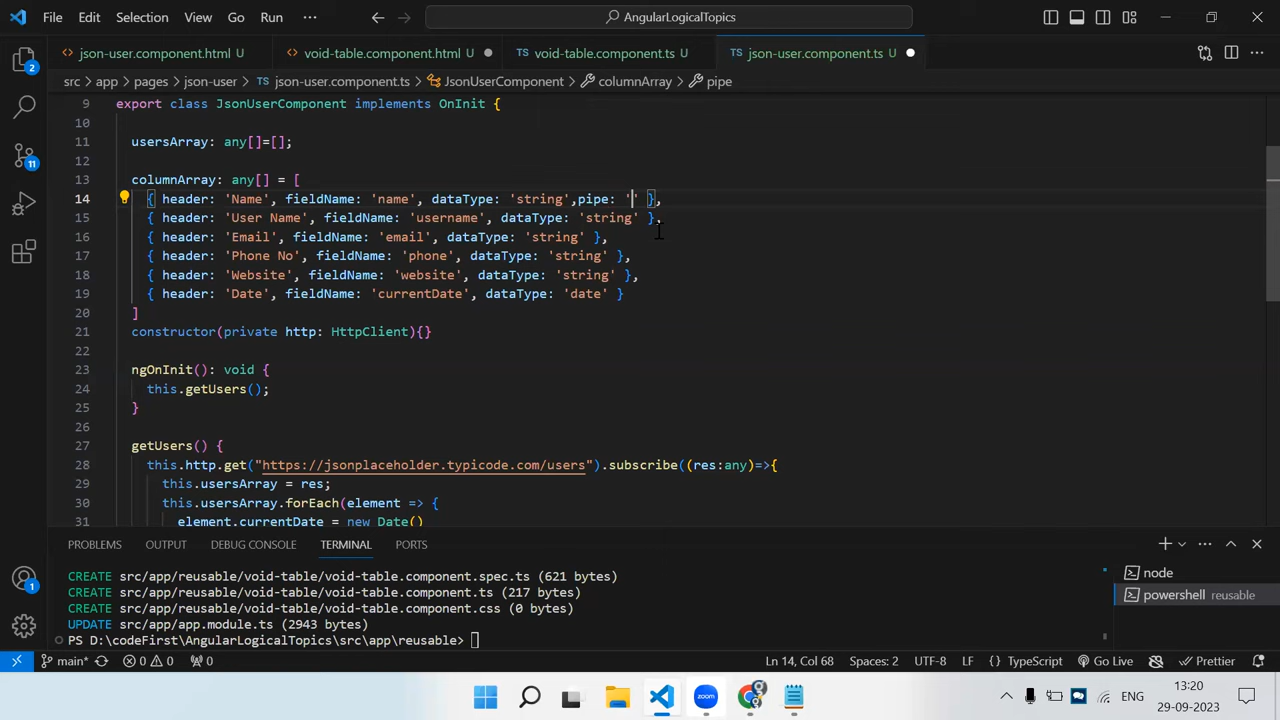 File Edit Selection View Go Run ··· AngularLogicalTopics
json-user.component.html void-table.component.html void-table.component.ts U json-user.component.ts U
src > app > pages > json-user > TS json-user.component.ts > JsonUserComponent > columnArray > pipe
9 export class JsonUserComponent implements OnInit {
10
11 usersArray: any[]=[];
12
13 columnArray: any[] = [
14 { header: 'Name', fieldName: 'name', dataType: 'string',pipe: '' },
15 { header: 'User Name', fieldName: 'username', dataType: 'string' },
16 { header: 'Email', fieldName: 'email', dataType: 'string' },
17 { header: 'Phone No', fieldName: 'phone', dataType: 'string' },
18 { header: 'Website', fieldName: 'website', dataType: 'string' },
19 { header: 'Date', fieldName: 'currentDate', dataType: 'date' }
20 ]
21 constructor(private http: HttpClient){}
22
23 ngOnInit(): void {
24 this.getUsers();
25 }
26
27 getUsers() {
28 this.http.get("https://jsonplaceholder.typicode.com/users").subscribe((res:any)=>{
29 this.usersArray = res;
30 this.usersArray.forEach(element => {
31 element.currentDate = new Date()
2
11
1
PROBLEMS OUTPUT DEBUG CONSOLE TERMINAL PORTS
CREATE src/app/reusable/void-table/void-table.component.spec.ts (621 bytes)
CREATE src/app/reusable/void-table/void-table.component.ts (217 bytes)
CREATE src/app/reusable/void-table/void-table.component.css (0 bytes)
UPDATE src/app/app.module.ts (2943 bytes)
PS D:\codeFirst\AngularLogicalTopics\src\app\reusable>
node
powershell reusable
main* 0 0 0 Ln 14, Col 68 Spaces: 2 UTF-8 LF {} TypeScript Go Live Prettier
zoom ENG 13:20
29-09-2023